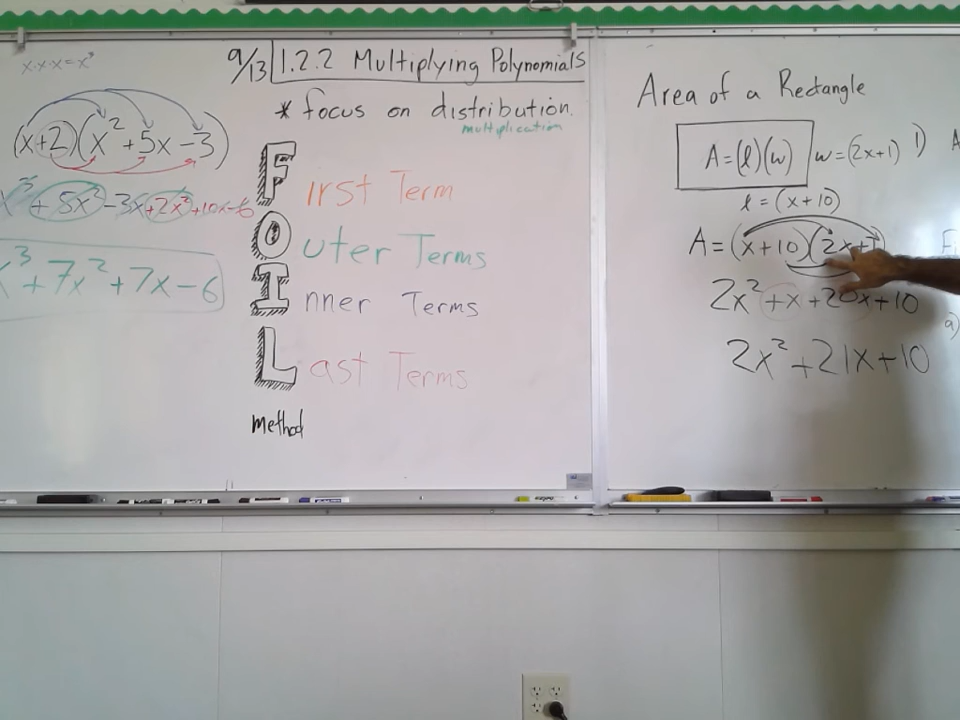 x·x·x=x³
9/13 1.2.2 Multiplying Polynomials
* focus on distribution.
multiplication
(x+2)(x²+5x-3)
x³+5x²-3x+2x²+10x-6
x³+7x²+7x-6
First Term
Outer Terms
Inner Terms
Last Terms
method
Area of a Rectangle
A=(l)(w) w=(2x+1) 1)
l=(x+10)
A=(x+10)(2x+1)
2x²+x+20x+10
2x²+21x+10
A
a)